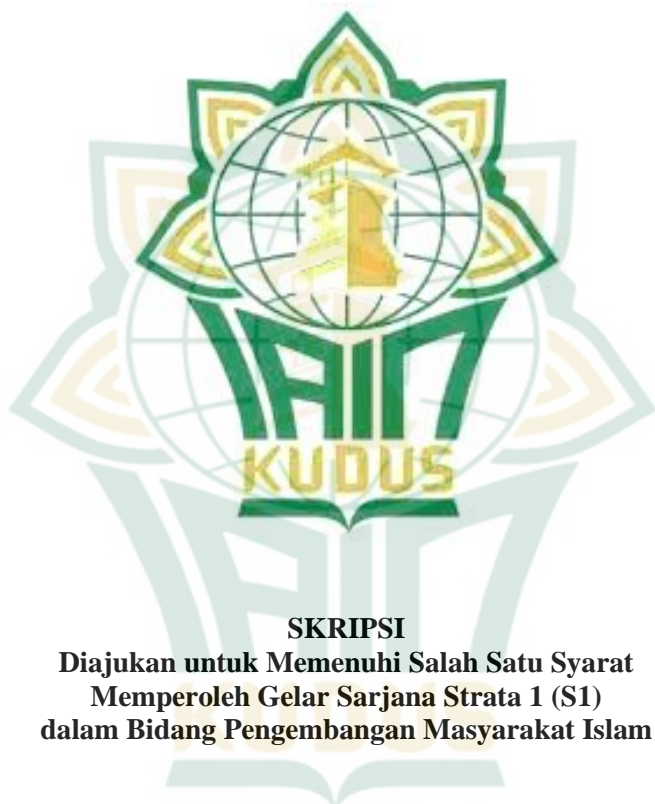 IAIN
KUDUS
SKRIPSI
Diajukan untuk Memenuhi Salah Satu Syarat
Memperoleh Gelar Sarjana Strata 1 (S1)
dalam Bidang Pengembangan Masyarakat Islam